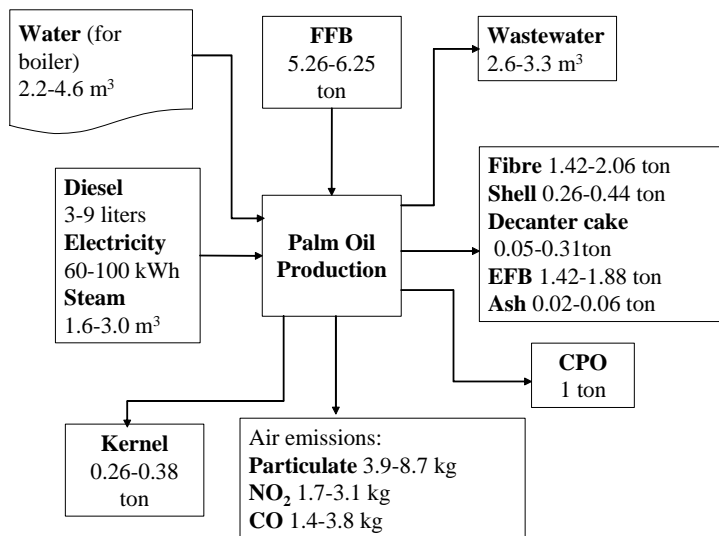 Water (for
boiler)
2.2-4.6 m³
FFB
5.26-6.25
ton
Wastewater
2.6-3.3 m³
Diesel
3-9 liters
Electricity
60-100 kWh
Steam
1.6-3.0 m³
Palm Oil
Production
Fibre 1.42-2.06 ton
Shell 0.26-0.44 ton
Decanter cake
0.05-0.31ton
EFB 1.42-1.88 ton
Ash 0.02-0.06 ton
CPO
1 ton
Kernel
0.26-0.38
ton
Air emissions:
Particulate 3.9-8.7 kg
NO₂ 1.7-3.1 kg
CO 1.4-3.8 kg